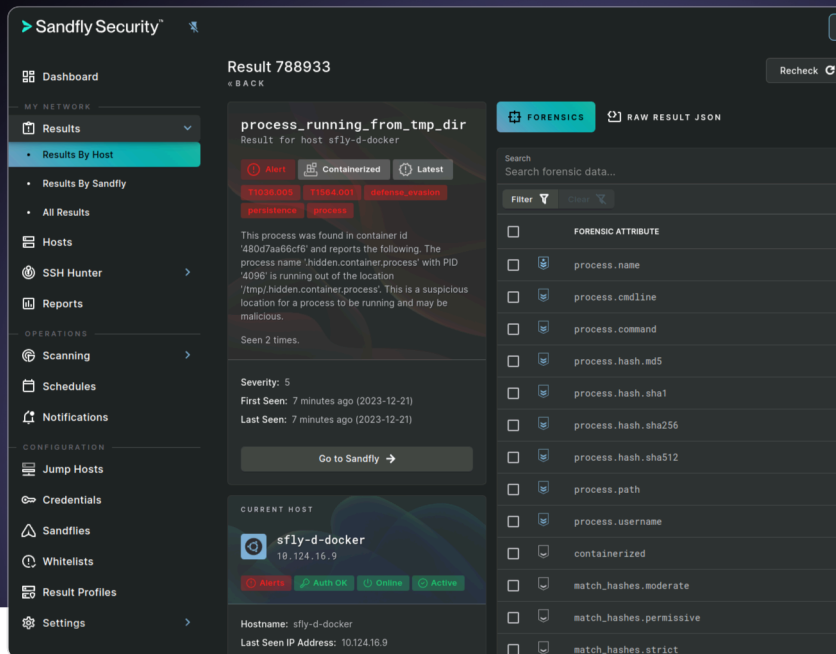 Sandfly Security™
Dashboard
MY NETWORK
Results
Results By Host
Results By Sandfly
All Results
Hosts
SSH Hunter
Reports
OPERATIONS
Scanning
Schedules
Notifications
CONFIGURATION
Jump Hosts
Credentials
Sandflies
Whitelists
Result Profiles
Settings
Result 788933
« BACK
process_running_from_tmp_dir
Result for host sfly-d-docker
Alert Containerized Latest
T1036.005 T1564.001 defense_evasion
persistence process
This process was found in container id
'480d7aa66cf6' and reports the following. The
process name '.hidden.container.process' with PID
'4096' is running out of the location
'/tmp/.hidden.container.process'. This is a suspicious
location for a process to be running and may be
malicious.
Seen 2 times.
Severity: 5
First Seen: 7 minutes ago (2023-12-21)
Last Seen: 7 minutes ago (2023-12-21)
Go to Sandfly →
CURRENT HOST
sfly-d-docker
10.124.16.9
Alerts Auth OK Online Active
Hostname: sfly-d-docker
Last Seen IP Address: 10.124.16.9
Recheck
FORENSICS RAW RESULT JSON
Search
Search forensic data...
Filter Clear
FORENSIC ATTRIBUTE
process.name
process.cmdline
process.command
process.hash.md5
process.hash.sha1
process.hash.sha256
process.hash.sha512
process.path
process.username
containerized
match_hashes.moderate
match_hashes.permissive
match_hashes.strict